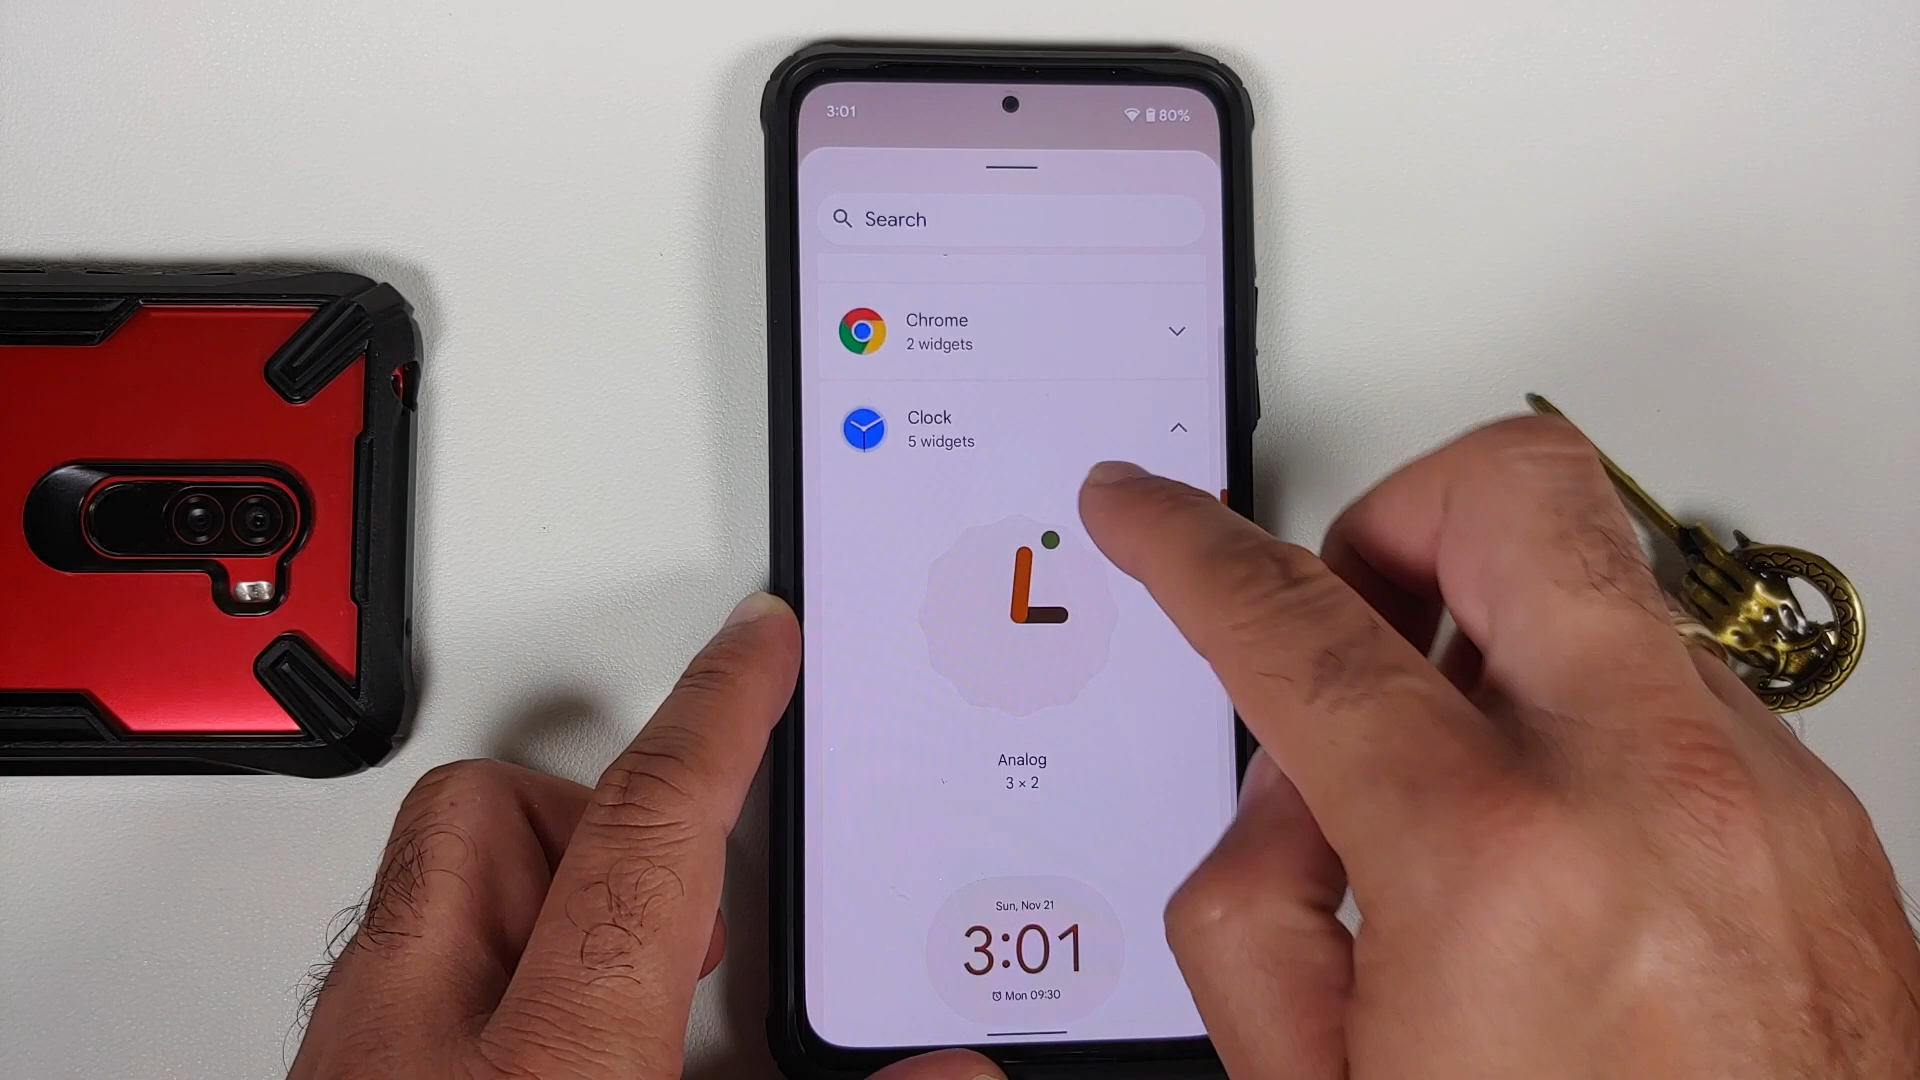 3:01
80%
Search
Chrome
2 widgets
Clock
5 widgets
Analog
3 × 2
Sun, Nov 21
3:01
Mon 09:30